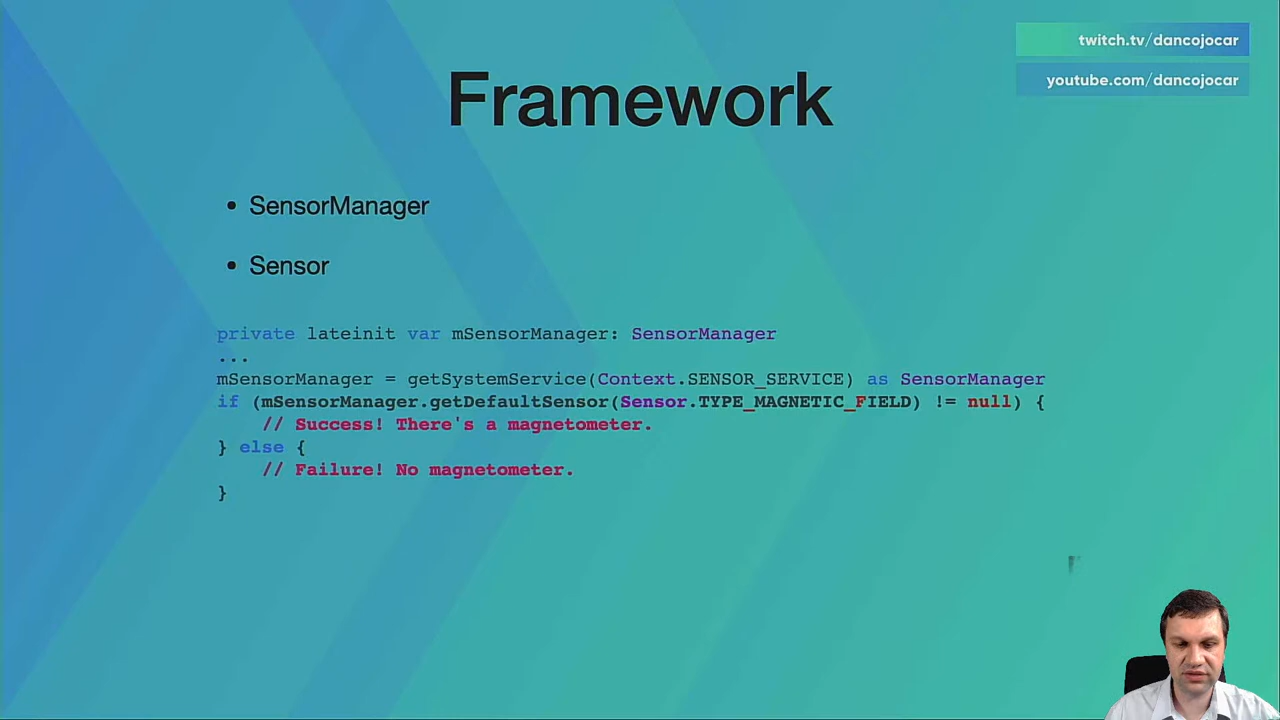 twitch.tv/dancojocar
youtube.com/dancojocar
Framework
• SensorManager
• Sensor
private lateinit var mSensorManager: SensorManager
...
mSensorManager = getSystemService(Context.SENSOR_SERVICE) as SensorManager
if (mSensorManager.getDefaultSensor(Sensor.TYPE_MAGNETIC_FIELD) != null) {
    // Success! There's a magnetometer.
} else {
    // Failure! No magnetometer.
}